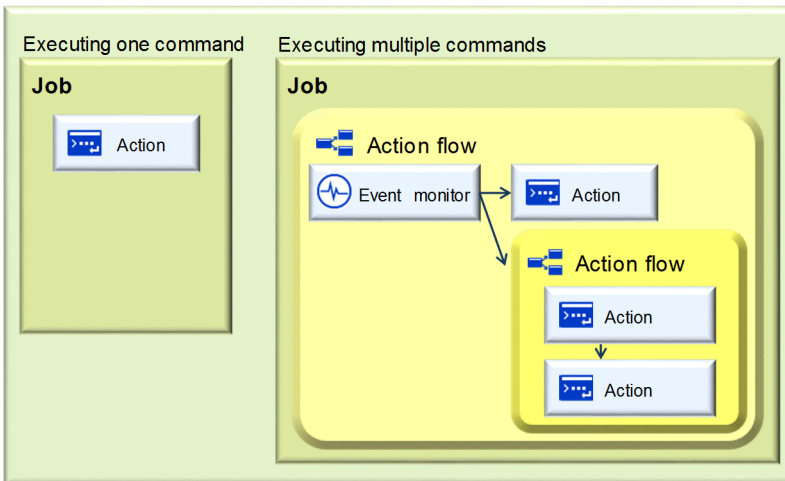 Executing one command
Job
Action
Executing multiple commands
Job
Action flow
Event monitor
Action
Action flow
Action
Action